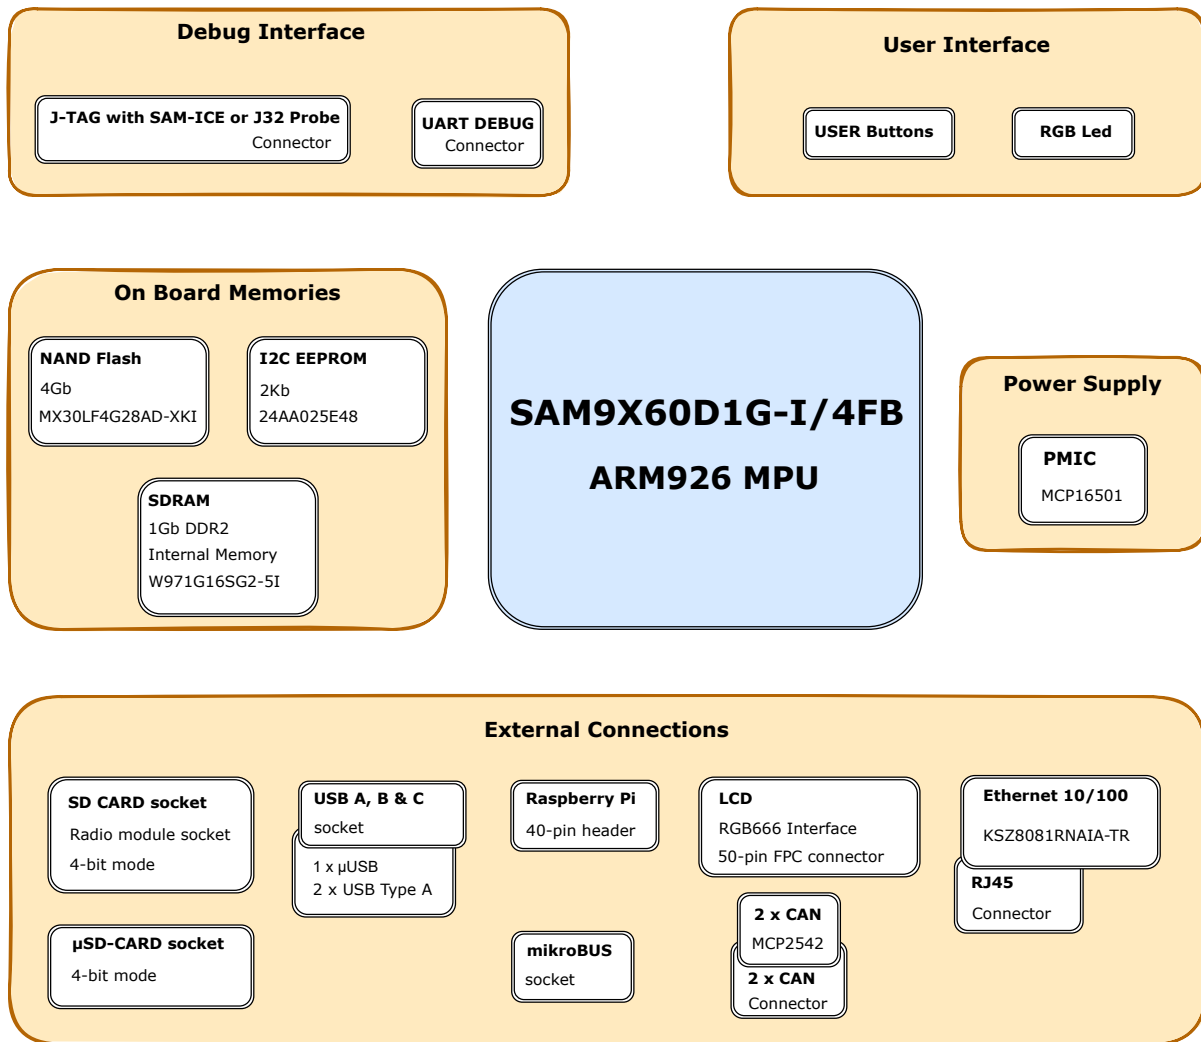 Debug Interface
J-TAG with SAM-ICE or J32 Probe
Connector
UART DEBUG
Connector
User Interface
USER Buttons
RGB Led
On Board Memories
NAND Flash
4Gb
MX30LF4G28AD-XKI
I2C EEPROM
2Kb
24AA025E48
SDRAM
1Gb DDR2
Internal Memory
W971G16SG2-5I
SAM9X60D1G-I/4FB
ARM926 MPU
Power Supply
PMIC
MCP16501
External Connections
SD CARD socket
Radio module socket
4-bit mode
USB A, B & C
socket
1 x µUSB
2 x USB Type A
Raspberry Pi
40-pin header
LCD
RGB666 Interface
50-pin FPC connector
Ethernet 10/100
KSZ8081RNAIA-TR
RJ45
Connector
µSD-CARD socket
4-bit mode
mikroBUS
socket
2 x CAN
MCP2542
2 x CAN
Connector